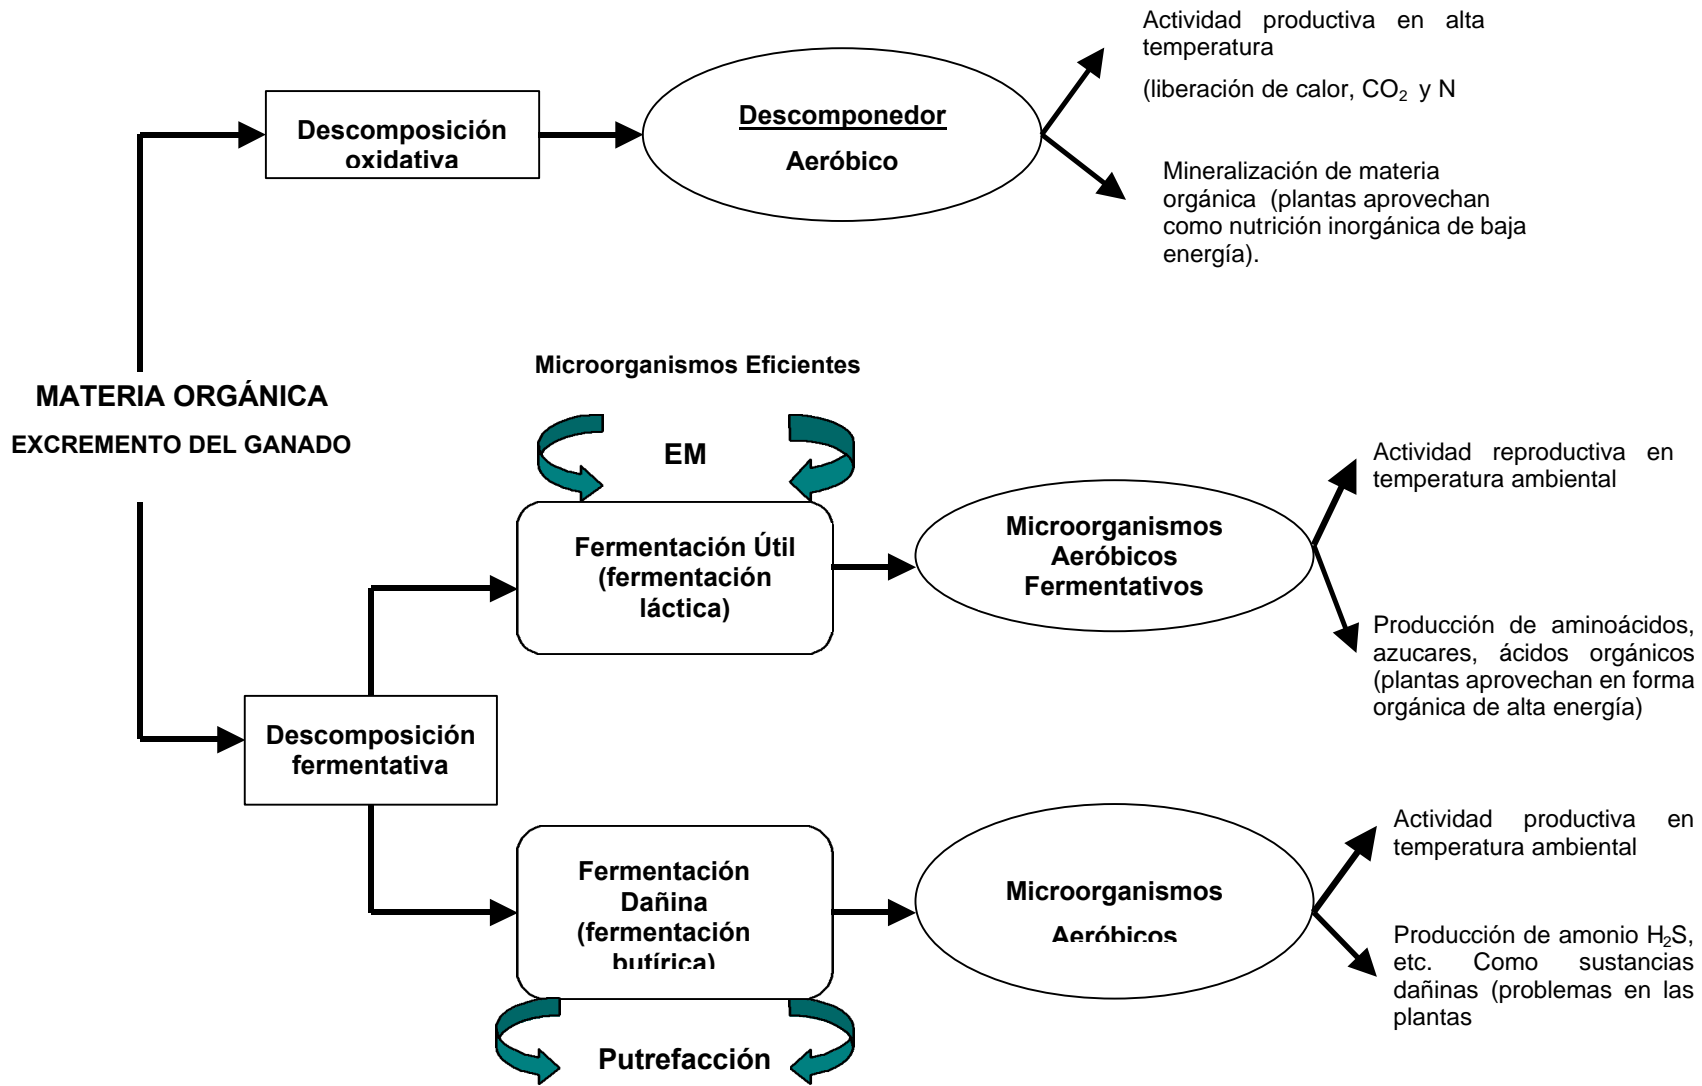 Actividad productiva en alta
temperatura
(liberación de calor, CO₂ y N
Descomposición
oxidativa
Descomponedor
Aeróbico
Mineralización de materia
orgánica (plantas aprovechan
como nutrición inorgánica de baja
energía).
Microorganismos Eficientes
MATERIA ORGÁNICA
EXCREMENTO DEL GANADO
EM
Fermentación Útil
(fermentación
láctica)
Microorganismos
Aeróbicos
Fermentativos
Actividad reproductiva en
temperatura ambiental
Producción de aminoácidos,
azucares, ácidos orgánicos
(plantas aprovechan en forma
orgánica de alta energía)
Descomposición
fermentativa
Fermentación
Dañina
(fermentación
butírica)
Microorganismos
Aeróbicos
Actividad productiva en
temperatura ambiental
Producción de amonio H₂S,
etc. Como sustancias
dañinas (problemas en las
plantas
Putrefacción